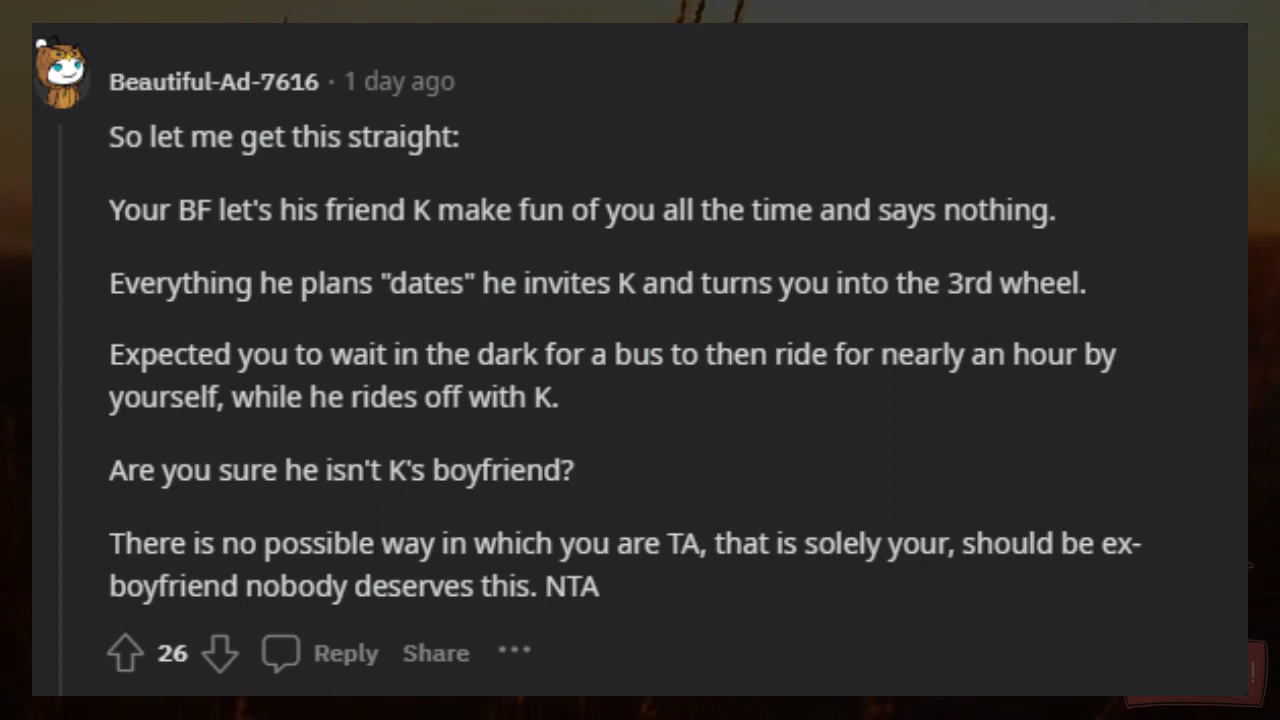 Beautiful-Ad-7616 · 1 day ago
So let me get this straight:
Your BF let's his friend K make fun of you all the time and says nothing.
Everything he plans "dates" he invites K and turns you into the 3rd wheel.
Expected you to wait in the dark for a bus to then ride for nearly an hour by
yourself, while he rides off with K.
Are you sure he isn't K's boyfriend?
There is no possible way in which you are TA, that is solely your, should be ex-
boyfriend nobody deserves this. NTA
26 Reply Share ···